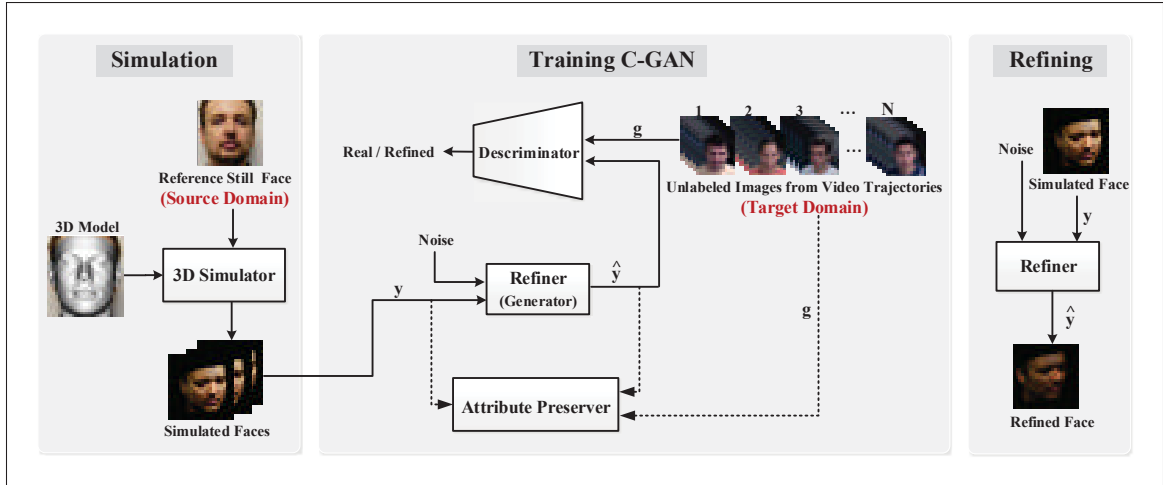 Simulation
Reference Still Face
(Source Domain)
3D Model
3D Simulator
Simulated Faces
Training C-GAN
1 2 3 ... N
...
g
Descriminator
Real / Refined
Unlabeled Images from Video Trajectories
(Target Domain)
Noise
Refiner
(Generator)
ŷ
y
g
Attribute Preserver
Refining
Noise
Simulated Face
y
Refiner
ŷ
Refined Face